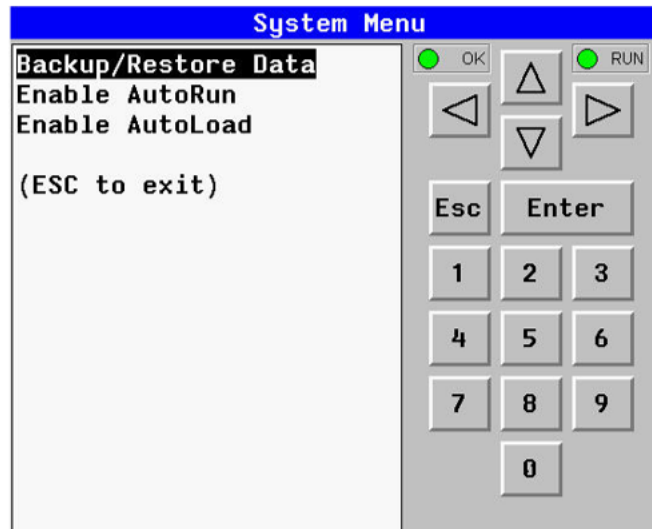 System Menu
Backup/Restore Data
Enable AutoRun
Enable AutoLoad
(ESC to exit)
OK
RUN
Esc
Enter
1
2
3
4
5
6
7
8
9
0